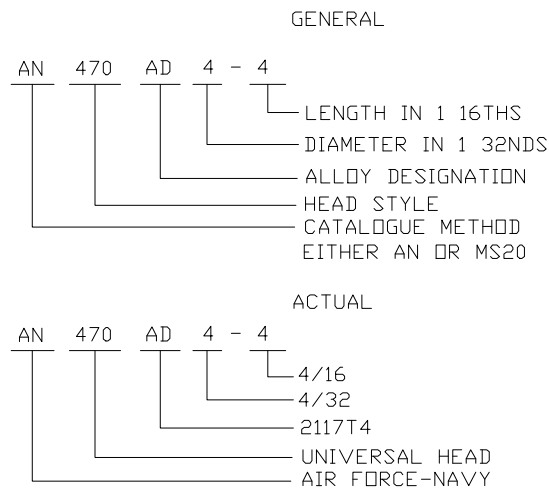 GENERAL
AN 470 AD 4 - 4
LENGTH IN 1 16THS
DIAMETER IN 1 32NDS
ALLOY DESIGNATION
HEAD STYLE
CATALOGUE METHOD
EITHER AN OR MS20
ACTUAL
AN 470 AD 4 - 4
4/16
4/32
2117T4
UNIVERSAL HEAD
AIR FORCE-NAVY